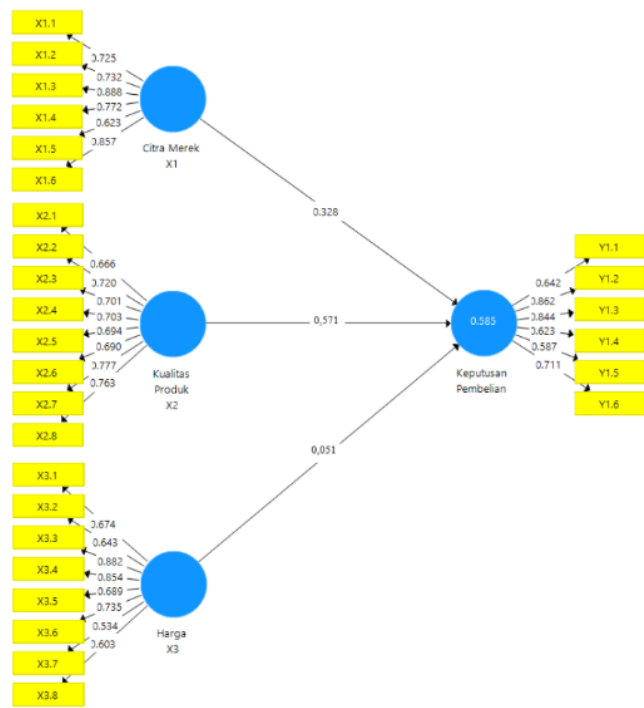 X1.1
X1.2
X1.3
X1.4
X1.5
X1.6
0.725
0.732
0.888
0.772
0.623
0.857
Citra Merek
X1
0.328
X2.1
X2.2
X2.3
X2.4
X2.5
X2.6
X2.7
X2.8
0.666
0.720
0.701
0.703
0.694
0.690
0.777
0.763
Kualitas
Produk
X2
0,571
X3.1
X3.2
X3.3
X3.4
X3.5
X3.6
X3.7
X3.8
0.674
0.643
0.882
0.854
0.689
0.735
0.534
0.603
Harga
X3
0,051
0.585
Keputusan
Pembelian
0.642
0.862
0.844
0.623
0.587
0.711
Y1.1
Y1.2
Y1.3
Y1.4
Y1.5
Y1.6